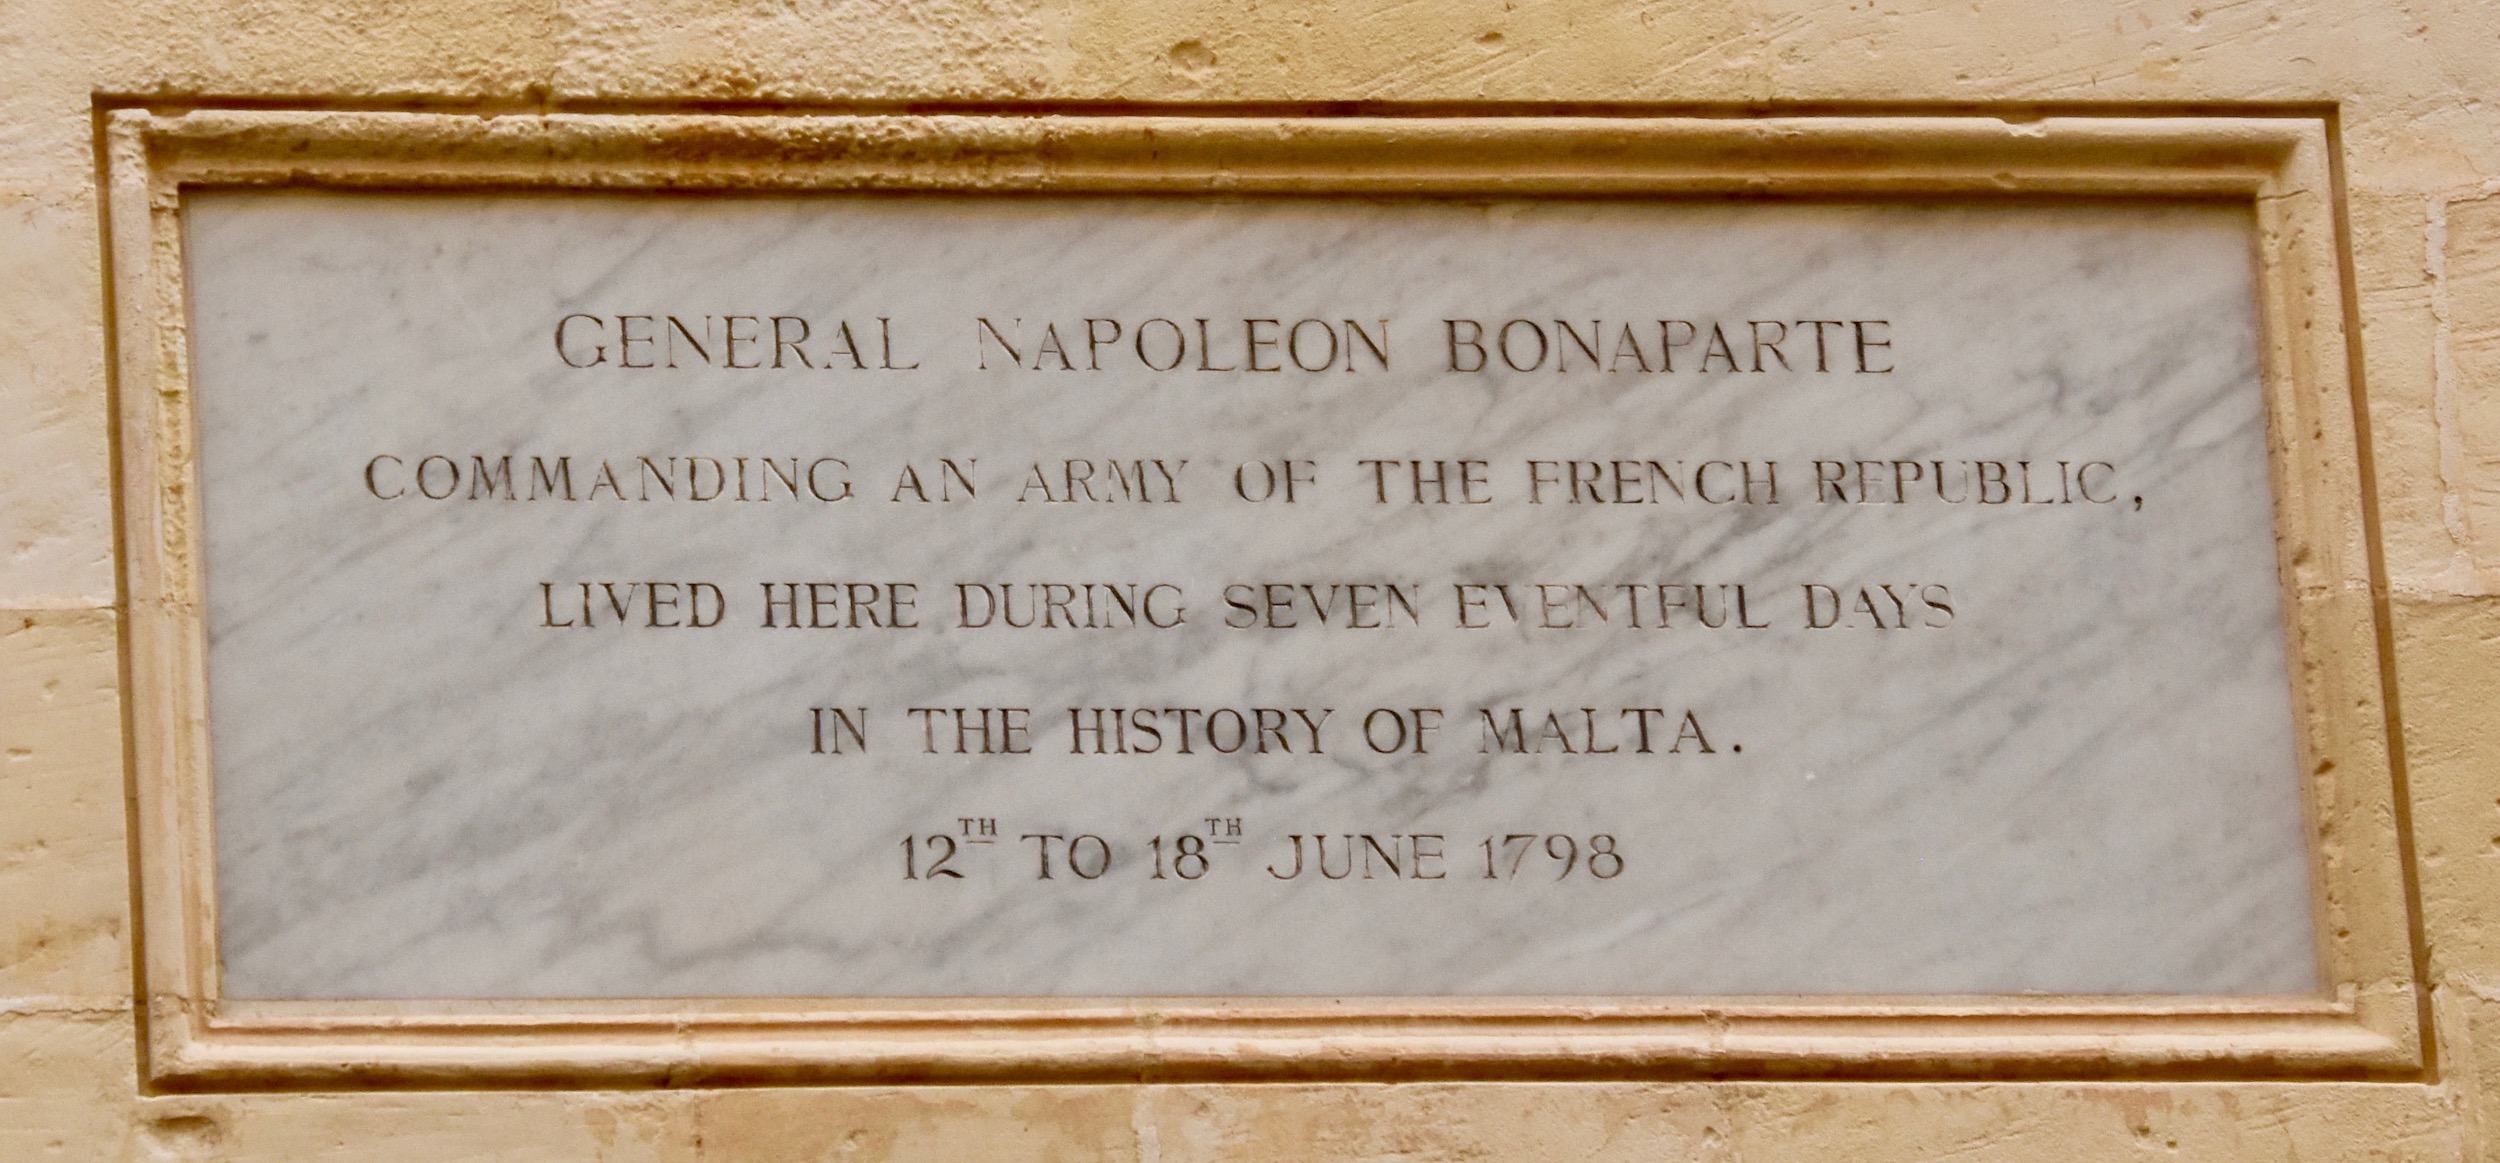 GENERAL NAPOLEON BONAPARTE
COMMANDING AN ARMY OF THE FRENCH REPUBLIC,
LIVED HERE DURING SEVEN EVENTFUL DAYS
IN THE HISTORY OF MALTA.
12TH TO 18TH JUNE 1798